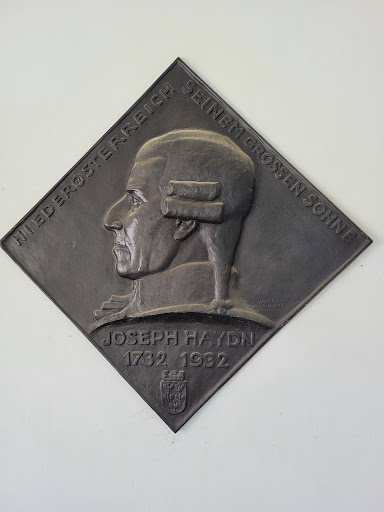 NIEDERÖSTERREICH
SEINEM GROSSEN SOHNE
JOSEPH HAYDN
1732 1932